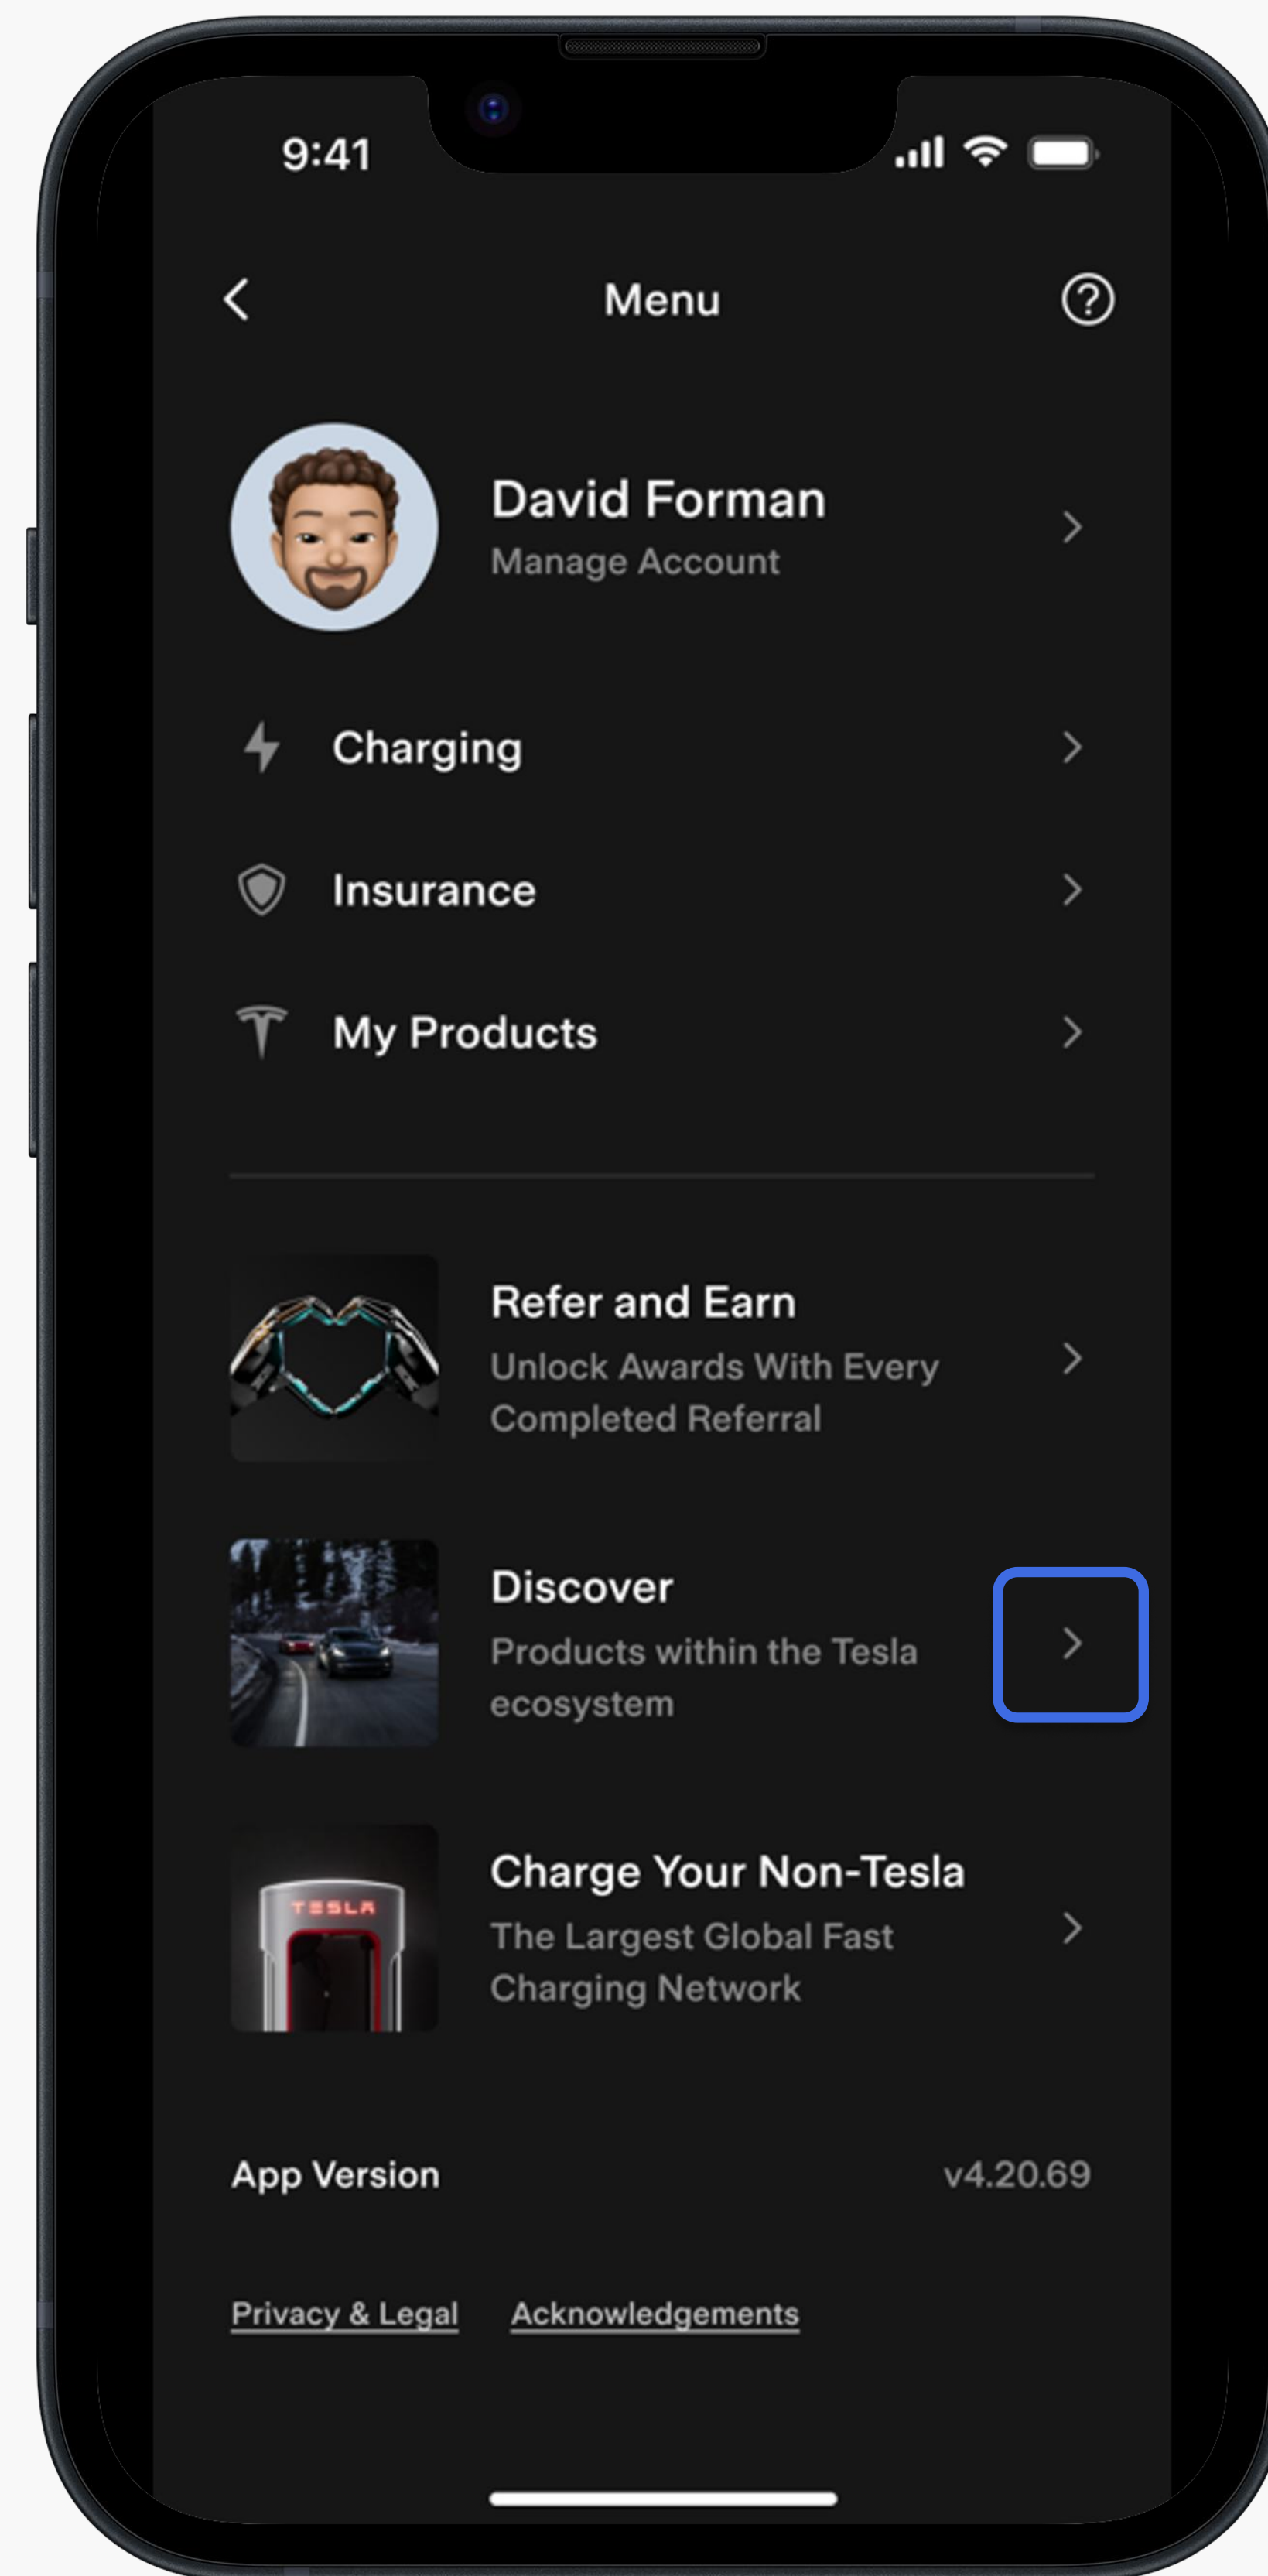 9:41
Menu
David Forman
Manage Account
Charging
Insurance
My Products
Refer and Earn
Unlock Awards With Every
Completed Referral
Discover
Products within the Tesla
ecosystem
TESLA
Charge Your Non-Tesla
The Largest Global Fast
Charging Network
App Version
v4.20.69
Privacy & Legal
Acknowledgements